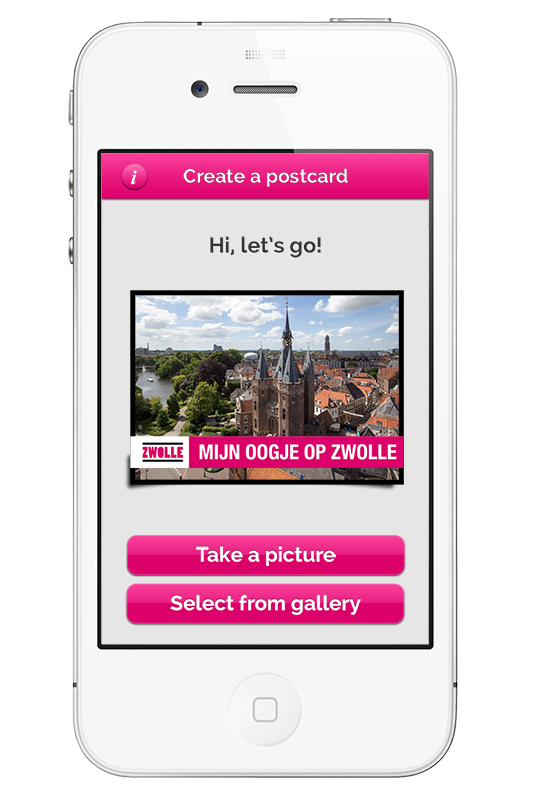 i Create a postcard
Hi, let's go!
ZWOLLE MIJN OOGJE OP ZWOLLE
Take a picture
Select from gallery